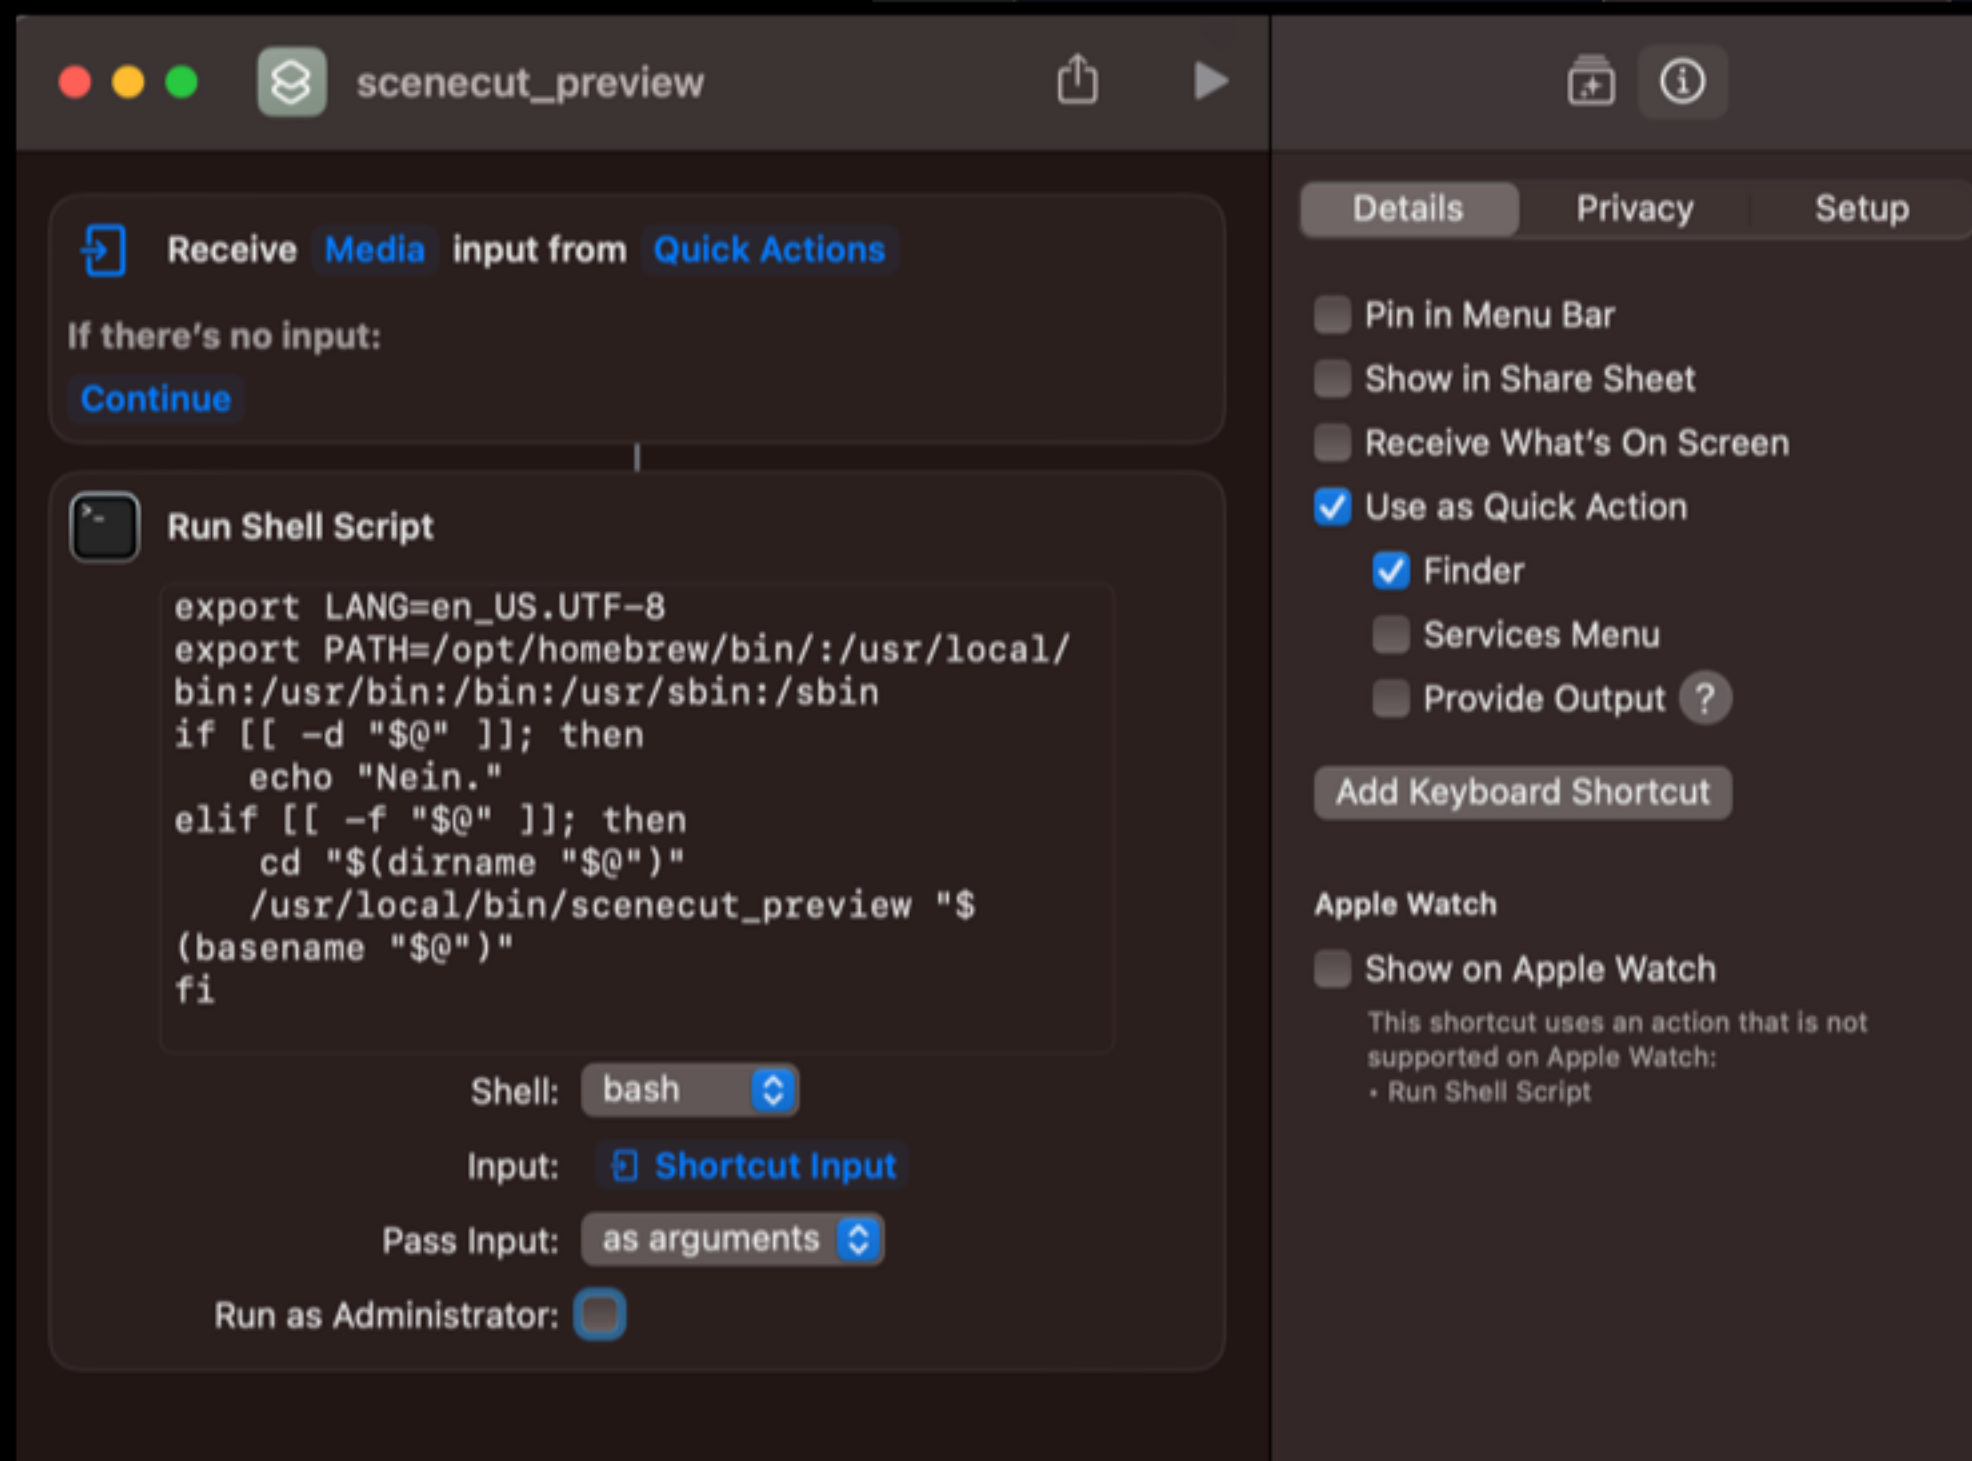 scenecut_preview
Receive Media input from Quick Actions
If there's no input:
Continue
Run Shell Script
export LANG=en_US.UTF-8
export PATH=/opt/homebrew/bin/:/usr/local/
bin:/usr/bin:/bin:/usr/sbin:/sbin
if [[ -d "$@" ]]; then
    echo "Nein."
elif [[ -f "$@" ]]; then
    cd "$(dirname "$@")"
    /usr/local/bin/scenecut_preview "$
(basename "$@")"
fi
Shell: bash
Input: Shortcut Input
Pass Input: as arguments
Run as Administrator:
Details Privacy Setup
Pin in Menu Bar
Show in Share Sheet
Receive What's On Screen
Use as Quick Action
Finder
Services Menu
Provide Output ?
Add Keyboard Shortcut
Apple Watch
Show on Apple Watch
This shortcut uses an action that is not
supported on Apple Watch:
• Run Shell Script